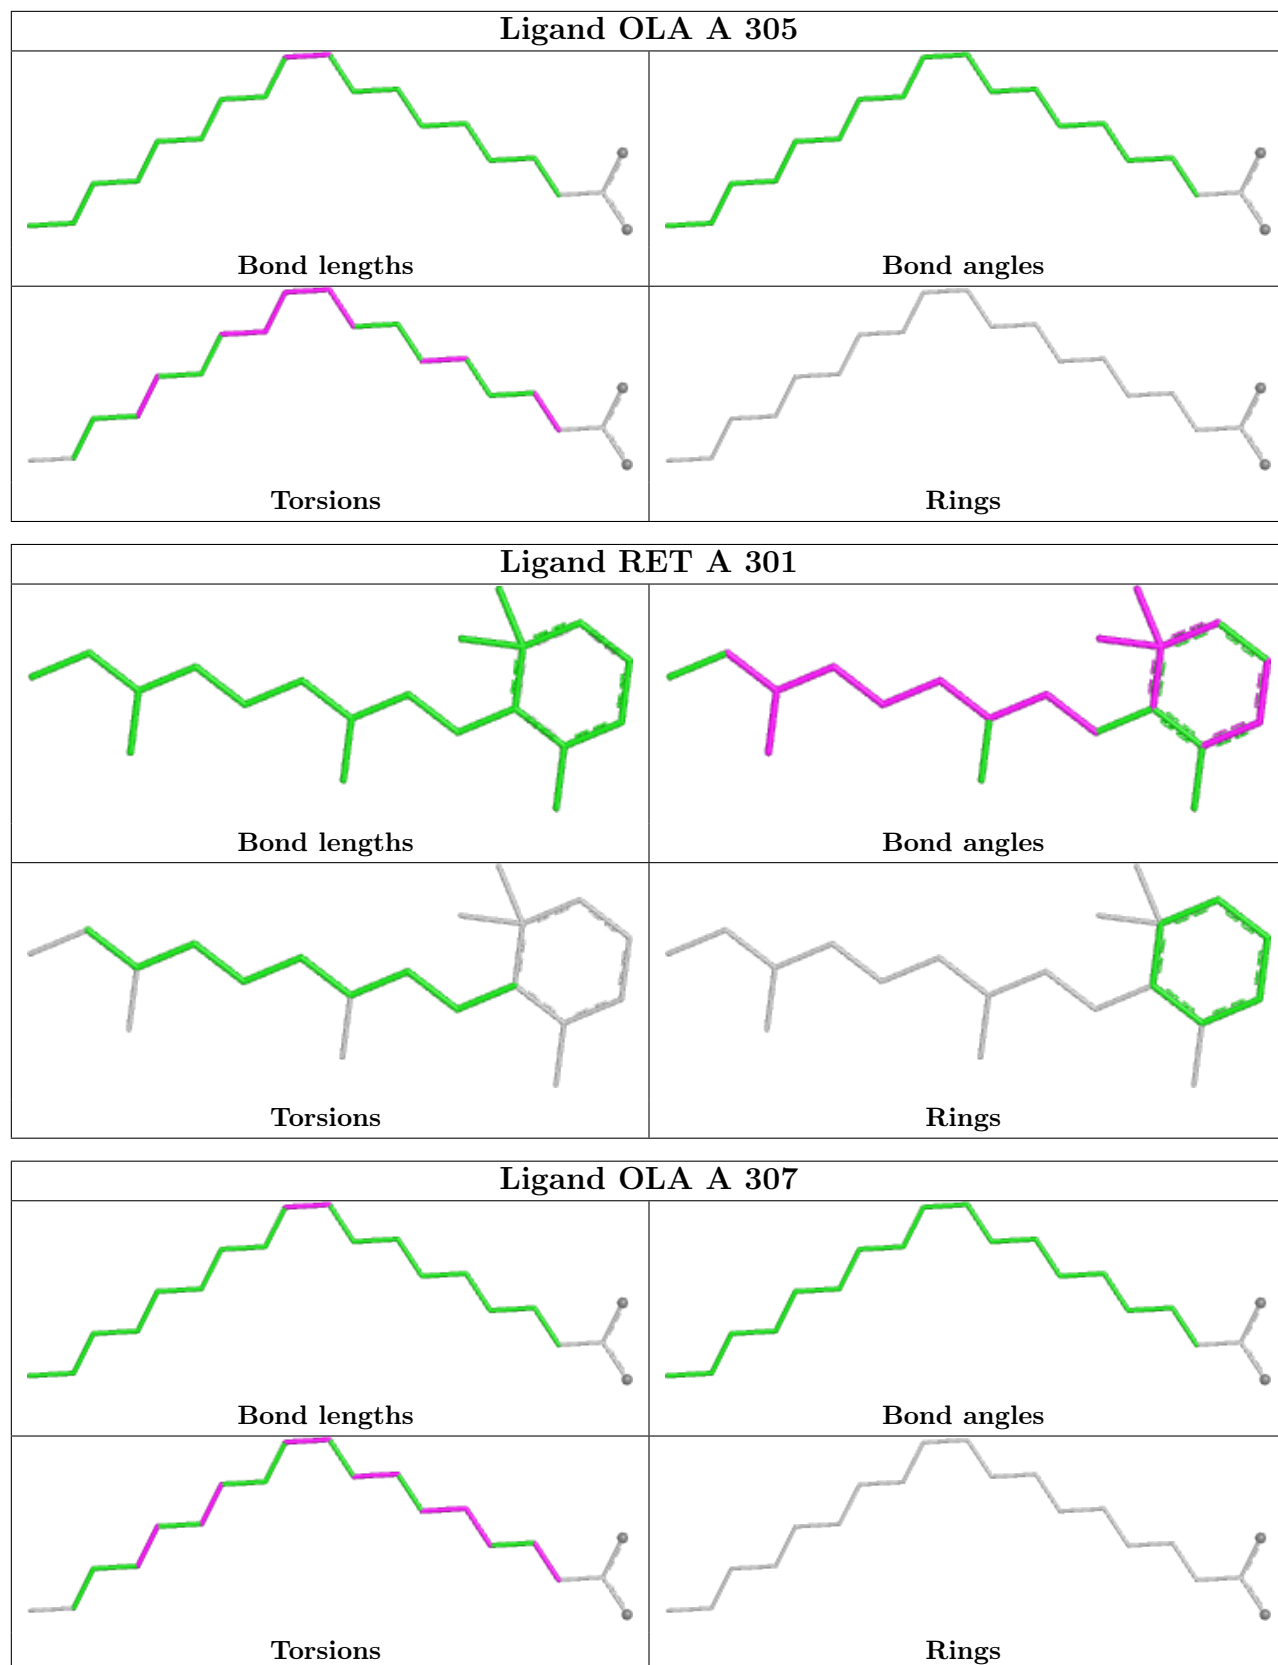 Ligand OLA A 305
Bond lengths
Bond angles
Torsions
Rings
Ligand RET A 301
Bond lengths
Bond angles
Torsions
Rings
Ligand OLA A 307
Bond lengths
Bond angles
Torsions
Rings